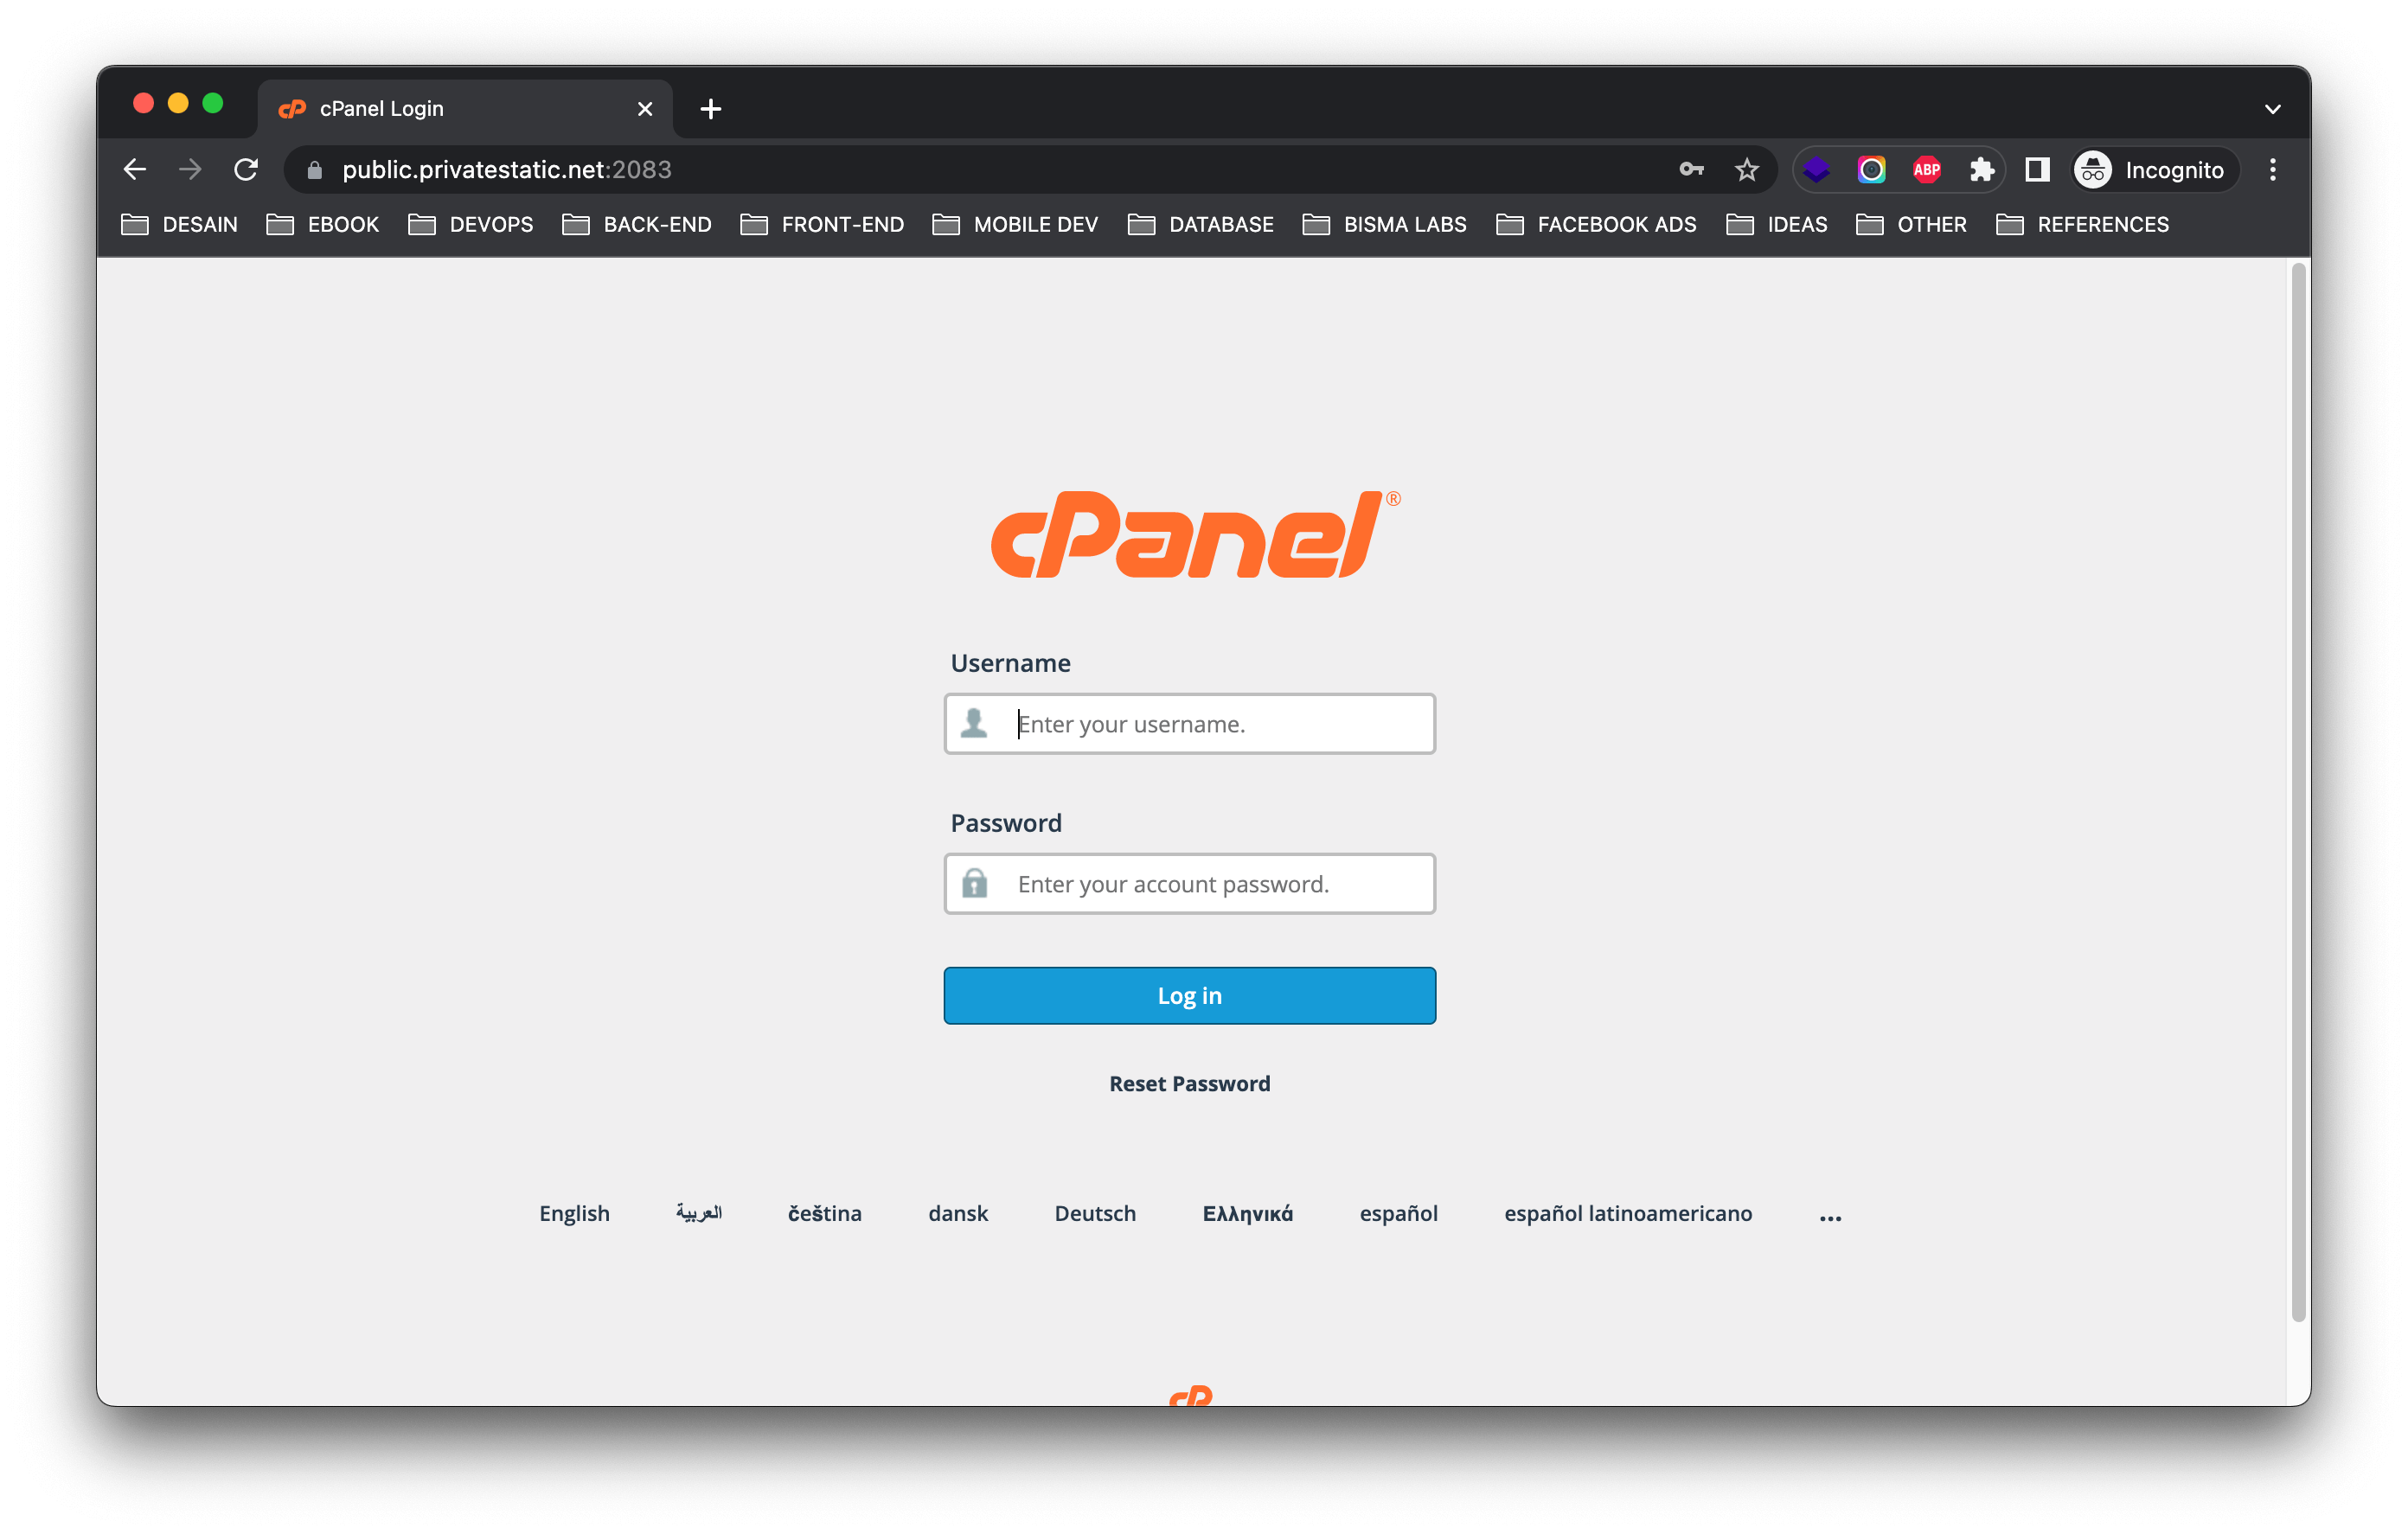 cPanel Login
public.privatestatic.net:2083
ABP
Incognito
DESAIN EBOOK DEVOPS BACK-END FRONT-END MOBILE DEV DATABASE BISMA LABS FACEBOOK ADS IDEAS OTHER REFERENCES
cPanel®
Username
Enter your username.
Password
Enter your account password.
Log in
Reset Password
English العربية čeština dansk Deutsch Ελληνικά español español latinoamericano ...
cP